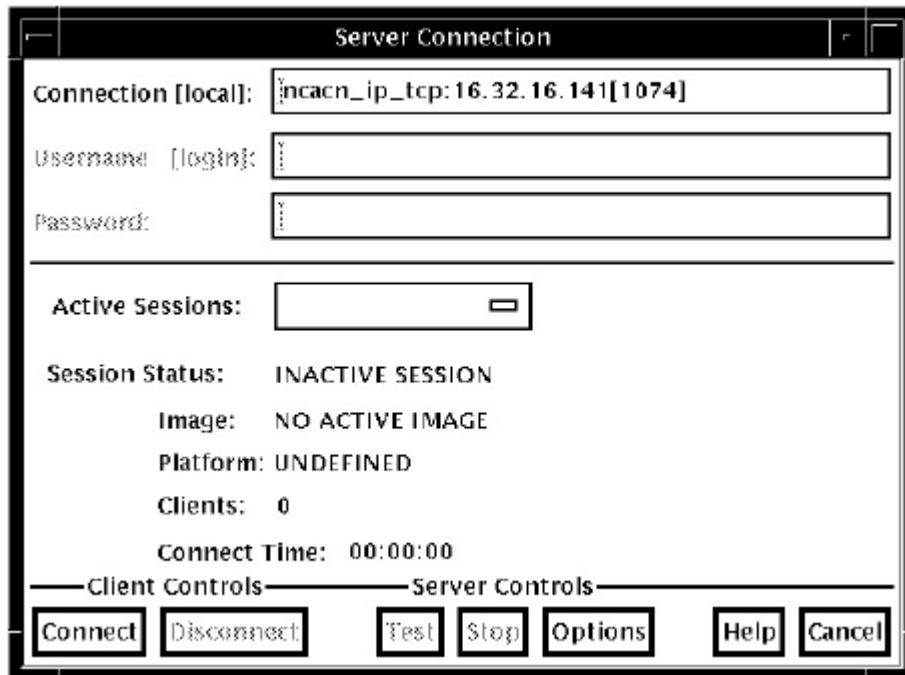 Server Connection
Connection [local]: ncacn_ip_tcp:16.32.16.141[1074]
Username [login]:
Password:
Active Sessions:
Session Status: INACTIVE SESSION
Image: NO ACTIVE IMAGE
Platform: UNDEFINED
Clients: 0
Connect Time: 00:00:00
Client Controls Server Controls
Connect Disconnect Test Stop Options Help Cancel